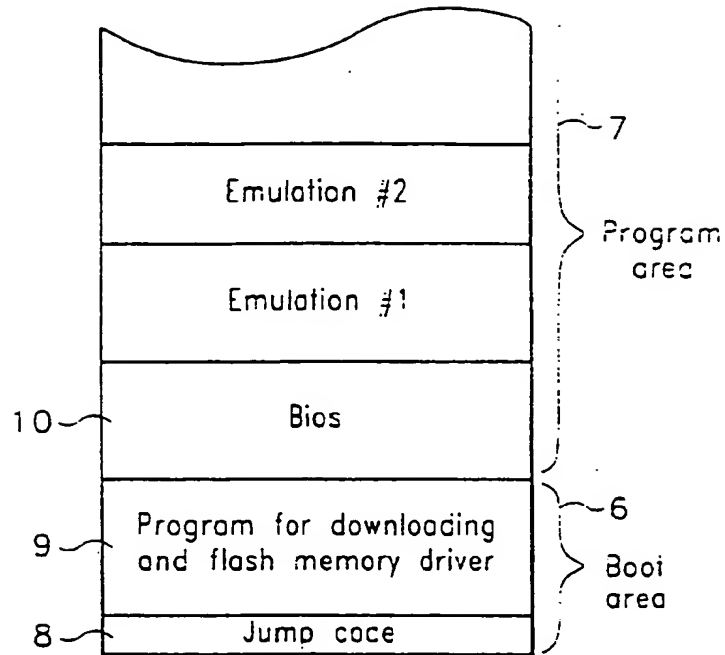 7
Emulation #2
Program
area
Emulation #1
10
Bios
6
Program for downloading
and flash memory driver
9
Boot
area
8
Jump code